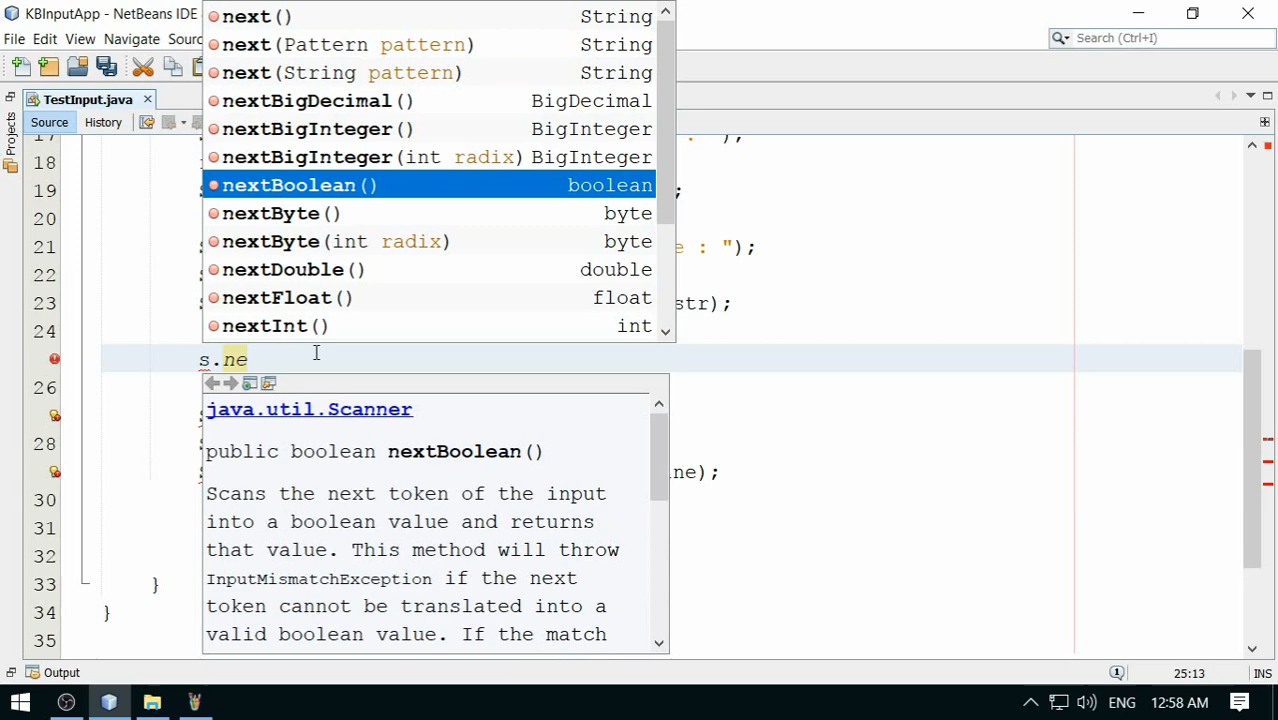 KBInputApp - NetBeans IDE
File Edit View Navigate Sourc
Search (Ctrl+I)
TestInput.java
Source History
Projects
next() String
next(Pattern pattern) String
next(String pattern) String
nextBigDecimal() BigDecimal
nextBigInteger() BigInteger
nextBigInteger(int radix) BigInteger
nextBoolean() boolean
nextByte() byte
nextByte(int radix) byte
nextDouble() double
nextFloat() float
nextInt() int
17 : ");
18
19 ;
20
21 e : ");
22
23 str);
24
s.ne
26
28
ne);
30
31
32
33 }
34 }
35
java.util.Scanner
public boolean nextBoolean()
Scans the next token of the input
into a boolean value and returns
that value. This method will throw
InputMismatchException if the next
token cannot be translated into a
valid boolean value. If the match
Output
1 25:13 INS
ENG 12:58 AM